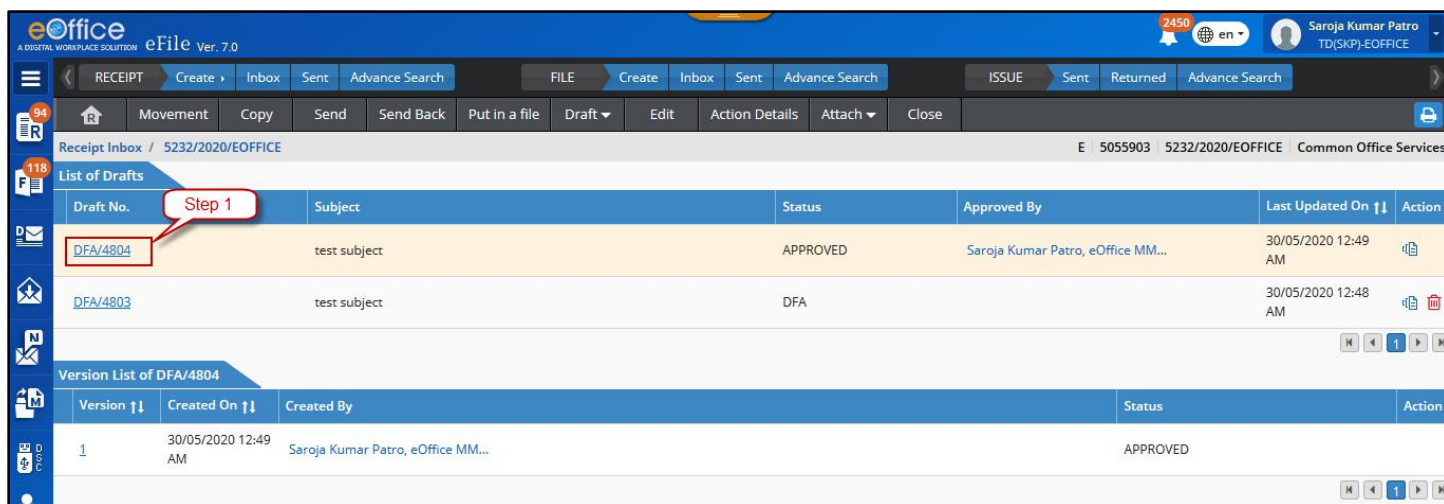 eOffice
A DIGITAL WORKPLACE SOLUTION eFile Ver. 7.0
2450
en
Saroja Kumar Patro
TD(SKP)-EOFFICE
RECEIPT Create Inbox Sent Advance Search FILE Create Inbox Sent Advance Search ISSUE Sent Returned Advance Search
94
R
Movement Copy Send Send Back Put in a file Draft Edit Action Details Attach Close
Receipt Inbox / 5232/2020/EOFFICE E 5055903 5232/2020/EOFFICE Common Office Services
118
F
List of Drafts
Draft No. Subject Status Approved By Last Updated On Action
Step 1
D
DFA/4804 test subject APPROVED Saroja Kumar Patro, eOffice MM... 30/05/2020 12:49
AM
DFA/4803 test subject DFA 30/05/2020 12:48
AM
N
1
Version List of DFA/4804
M
Version Created On Created By Status Action
DSC
1 30/05/2020 12:49 Saroja Kumar Patro, eOffice MM... APPROVED
AM
1